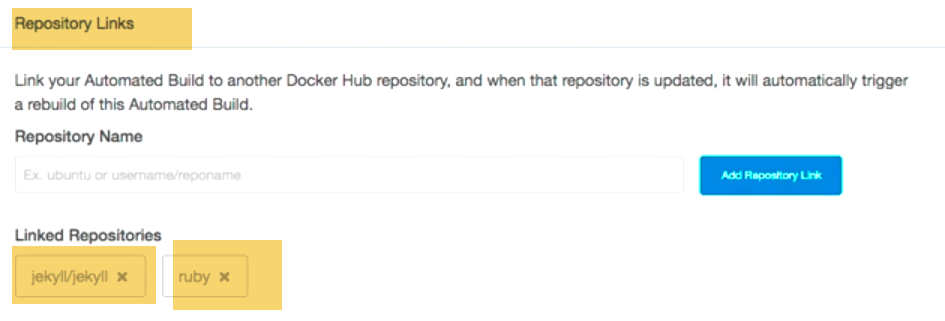 Repository Links
Link your Automated Build to another Docker Hub repository, and when that repository is updated, it will automatically trigger
a rebuild of this Automated Build.
Repository Name
Ex. ubuntu or username/reponame
Add Repository Link
Linked Repositories
jekyll/jekyll ×
ruby ×